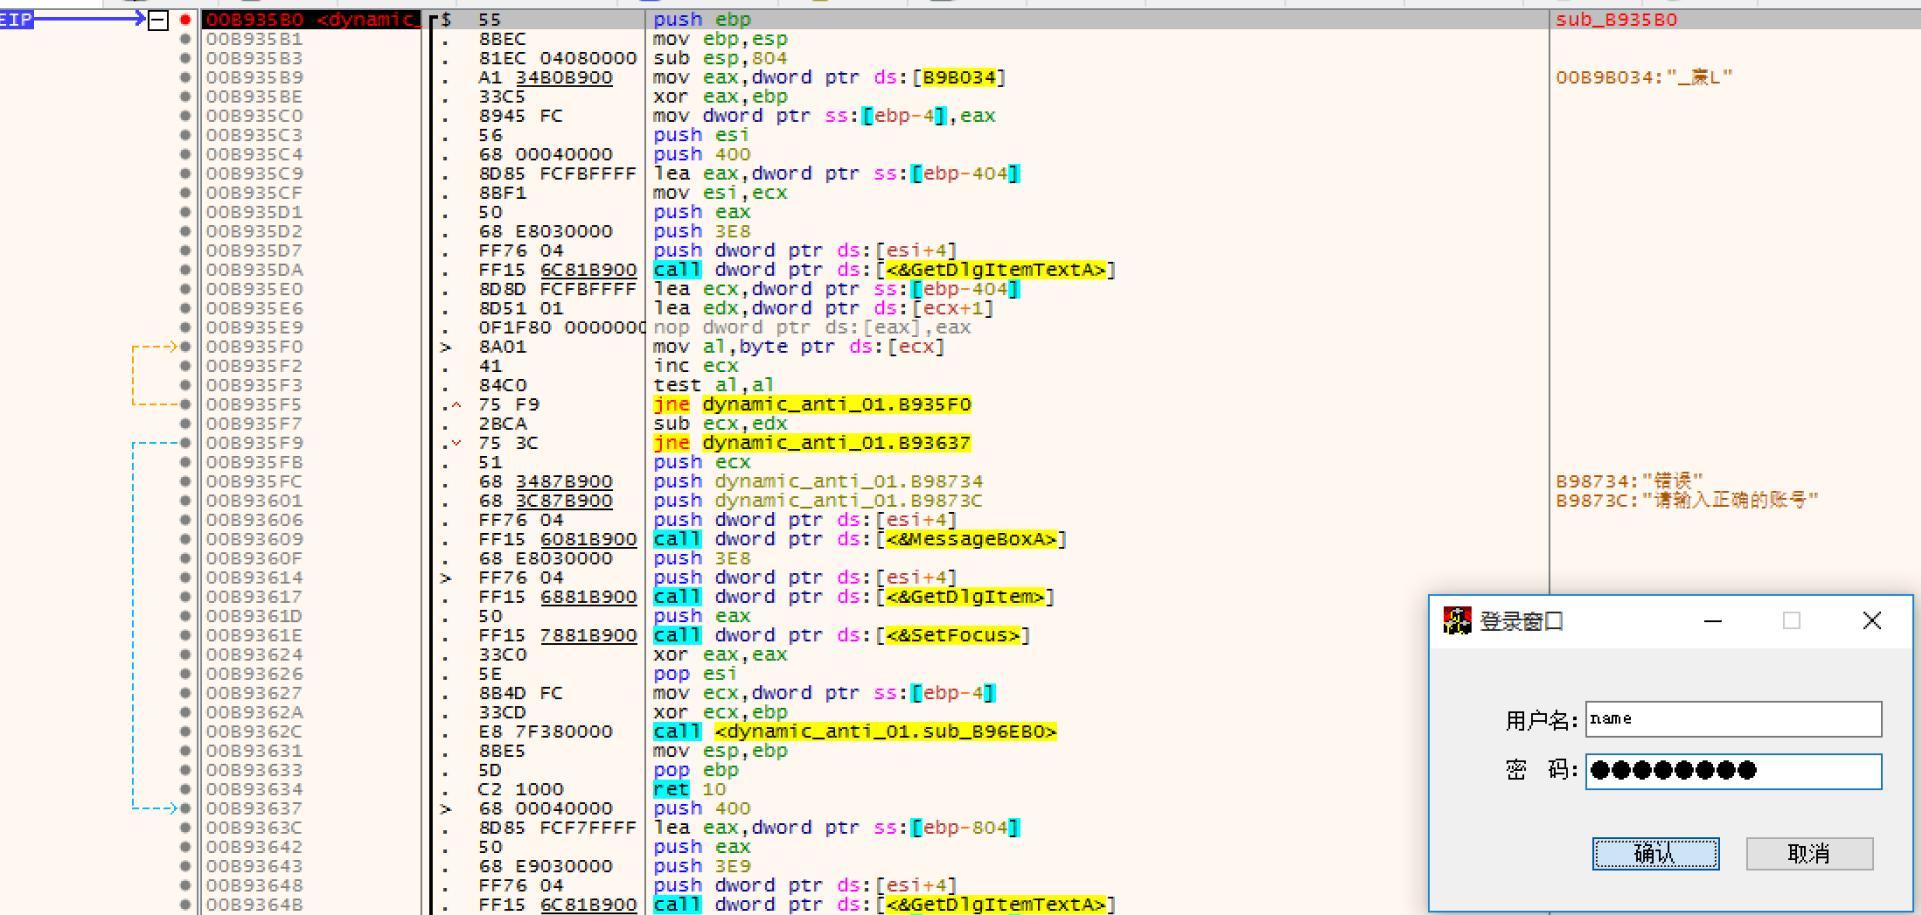 EIP 00B935B0 <dynamic_ $ 55 push ebp sub_B935B0
00B935B1 . 8BEC mov ebp,esp
00B935B3 . 81EC 04080000 sub esp,804
00B935B9 . A1 34B0B900 mov eax,dword ptr ds:[B9B034] 00B9B034:"_廪L"
00B935BE . 33C5 xor eax,ebp
00B935C0 . 8945 FC mov dword ptr ss:[ebp-4],eax
00B935C3 . 56 push esi
00B935C4 . 68 00040000 push 400
00B935C9 . 8D85 FCFBFFFF lea eax,dword ptr ss:[ebp-404]
00B935CF . 8BF1 mov esi,ecx
00B935D1 . 50 push eax
00B935D2 . 68 E8030000 push 3E8
00B935D7 . FF76 04 push dword ptr ds:[esi+4]
00B935DA . FF15 6C81B900 call dword ptr ds:[<&GetDlgItemTextA>]
00B935E0 . 8D8D FCFBFFFF lea ecx,dword ptr ss:[ebp-404]
00B935E6 . 8D51 01 lea edx,dword ptr ds:[ecx+1]
00B935E9 . 0F1F80 0000000 nop dword ptr ds:[eax],eax
00B935F0 > 8A01 mov al,byte ptr ds:[ecx]
00B935F2 . 41 inc ecx
00B935F3 . 84C0 test al,al
00B935F5 .^ 75 F9 jne dynamic_anti_01.B935F0
00B935F7 . 2BCA sub ecx,edx
00B935F9 .v 75 3C jne dynamic_anti_01.B93637
00B935FB . 51 push ecx
00B935FC . 68 3487B900 push dynamic_anti_01.B98734 B98734:"错误"
00B93601 . 68 3C87B900 push dynamic_anti_01.B9873C B9873C:"请输入正确的账号"
00B93606 . FF76 04 push dword ptr ds:[esi+4]
00B93609 . FF15 6081B900 call dword ptr ds:[<&MessageBoxA>]
00B9360F . 68 E8030000 push 3E8
00B93614 > FF76 04 push dword ptr ds:[esi+4]
00B93617 . FF15 6881B900 call dword ptr ds:[<&GetDlgItem>]
00B9361D . 50 push eax
00B9361E . FF15 7881B900 call dword ptr ds:[<&SetFocus>]
00B93624 . 33C0 xor eax,eax
00B93626 . 5E pop esi
00B93627 . 8B4D FC mov ecx,dword ptr ss:[ebp-4]
00B9362A . 33CD xor ecx,ebp
00B9362C . E8 7F380000 call <dynamic_anti_01.sub_B96EB0>
00B93631 . 8BE5 mov esp,ebp
00B93633 . 5D pop ebp
00B93634 . C2 1000 ret 10
00B93637 > 68 00040000 push 400
00B9363C . 8D85 FCF7FFFF lea eax,dword ptr ss:[ebp-804]
00B93642 . 50 push eax
00B93643 . 68 E9030000 push 3E9
00B93648 . FF76 04 push dword ptr ds:[esi+4]
00B9364B . FF15 6C81B900 call dword ptr ds:[<&GetDlgItemTextA>]
登录窗口
用户名: name
密 码: ●●●●●●●●
确认 取消